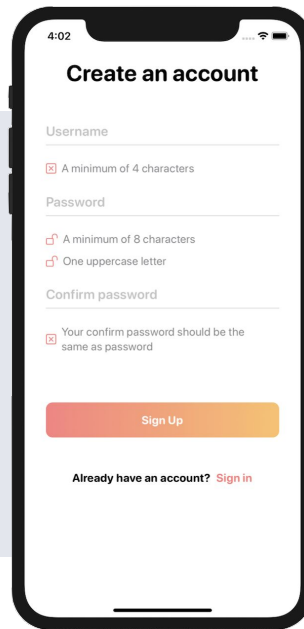 4:02
Create an account
Username
A minimum of 4 characters
Password
A minimum of 8 characters
One uppercase letter
Confirm password
Your confirm password should be the
same as password
Sign Up
Already have an account? Sign in